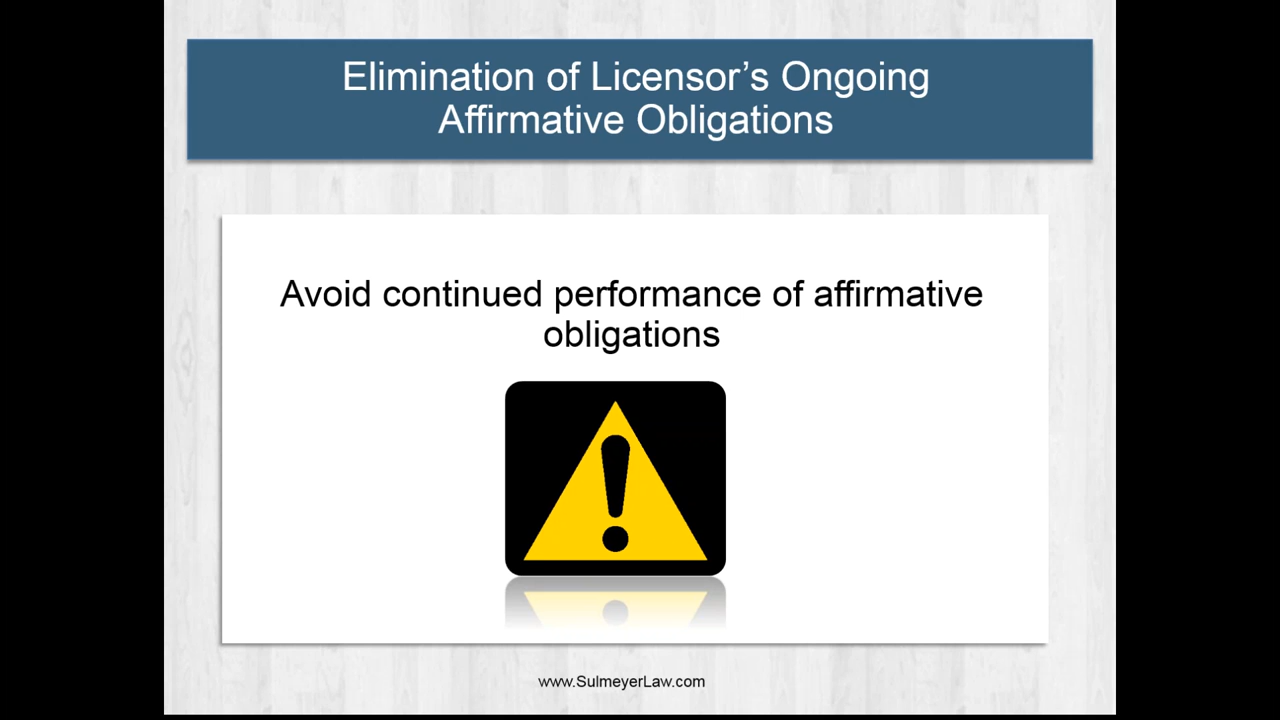 Elimination of Licensor’s Ongoing
Affirmative Obligations
Avoid continued performance of affirmative
obligations
www.SulmeyerLaw.com